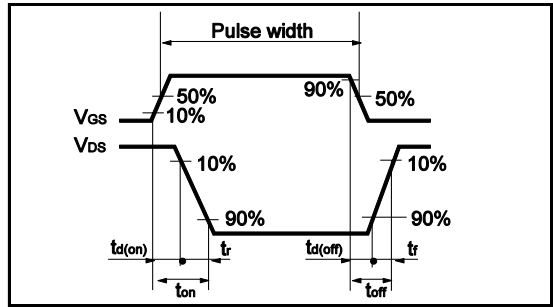 Pulse width
90%
50%
50%
10%
VGS
VDS
10%
10%
90%
90%
td(on)
tr
td(off)
tf
ton
toff